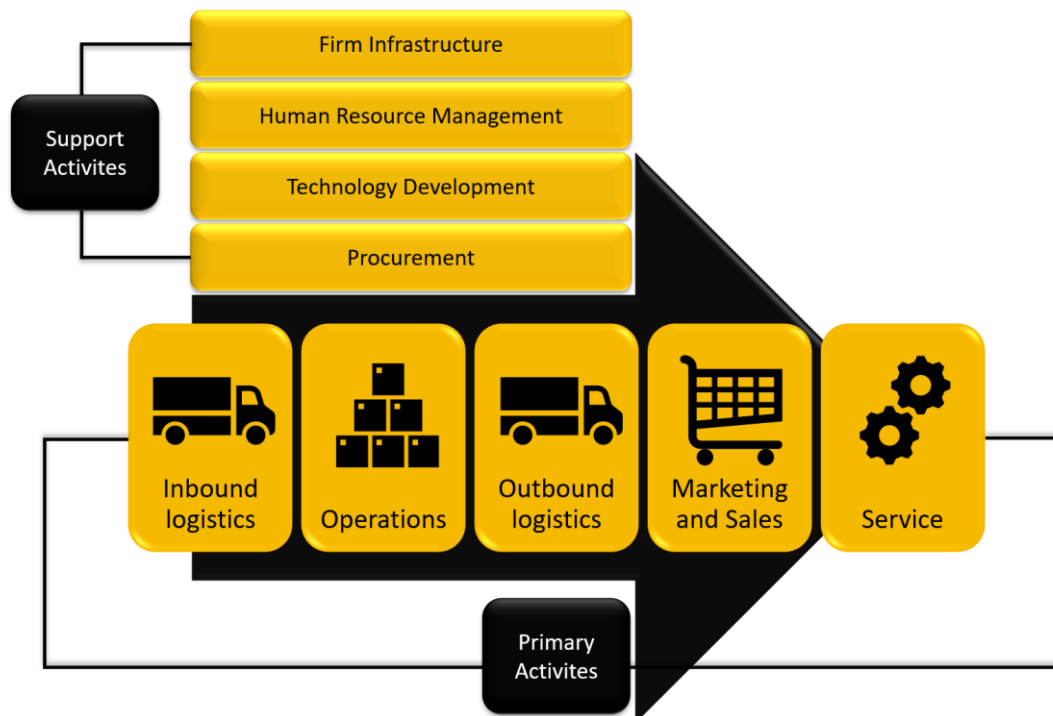 Firm Infrastructure
Human Resource Management
Support
Activites
Technology Development
Procurement
Inbound
logistics
Operations
Outbound
logistics
Marketing
and Sales
Service
Primary
Activites